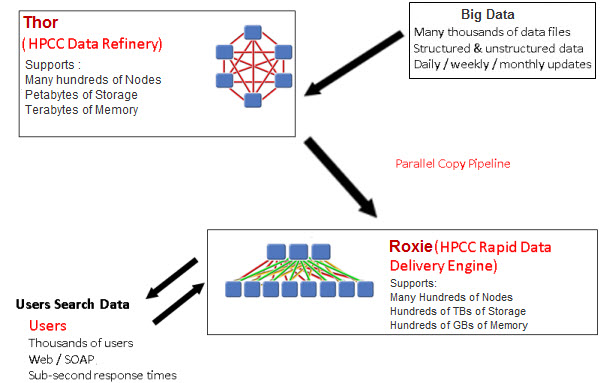 Thor
(HPCC Data Refinery)
Supports :
Many hundreds of Nodes
Petabytes of Storage
Terabytes of Memory
Big Data
Many thousands of data files
Structured & unstructured data
Daily / weekly / monthly updates
Parallel Copy Pipeline
Roxie (HPCC Rapid Data
Delivery Engine)
Supports:
Many Hundreds of Nodes
Hundreds of TBs of Storage
Hundreds of GBs of Memory
Users Search Data
Users
Thousands of users
Web / SOAP
Sub-second response times